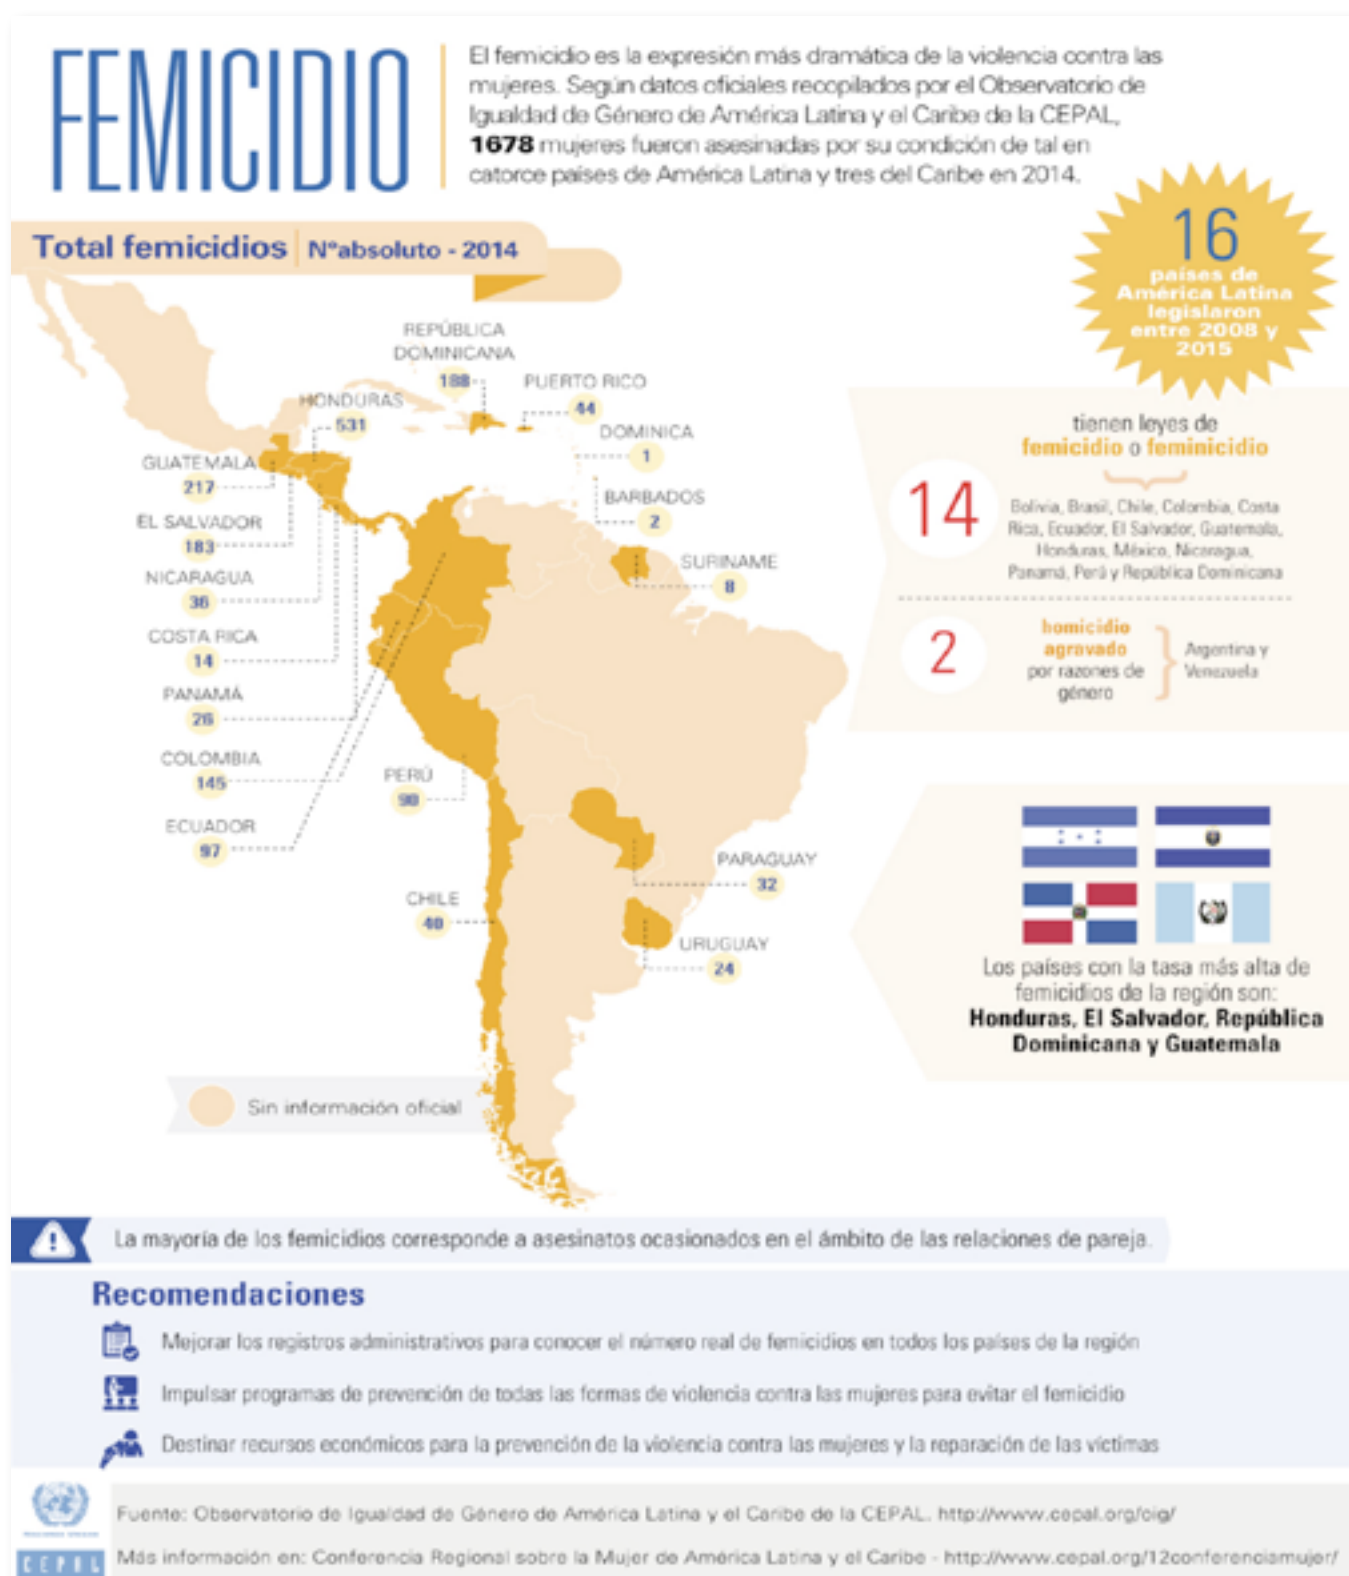 FEMICIDIO
El femicidio es la expresión más dramática de la violencia contra las
mujeres. Según datos oficiales recopilados por el Observatorio de
Igualdad de Género de América Latina y el Caribe de la CEPAL,
1678 mujeres fueron asesinadas por su condición de tal en
catorce países de América Latina y tres del Caribe en 2014.
Total femicidios | N°absoluto - 2014
16
países de
América Latina
legislaron
entre 2008 y
2015
REPÚBLICA
DOMINICANA
188
PUERTO RICO
44
HONDURAS
531
DOMINICA
1
GUATEMALA
217
BARBADOS
2
EL SALVADOR
183
SURINAME
8
NICARAGUA
36
COSTA RICA
14
PANAMÁ
26
COLOMBIA
145
PERÚ
90
ECUADOR
97
PARAGUAY
32
CHILE
40
URUGUAY
24
Sin información oficial
tienen leyes de
femicidio o feminicidio
14
Bolivia, Brasil, Chile, Colombia, Costa
Rica, Ecuador, El Salvador, Guatemala,
Honduras, México, Nicaragua,
Panamá, Perú y República Dominicana
2
homicidio
agravado
por razones de
género
Argentina y
Venezuela
Los países con la tasa más alta de
femicidios de la región son:
Honduras, El Salvador, República
Dominicana y Guatemala
La mayoría de los femicidios corresponde a asesinatos ocasionados en el ámbito de las relaciones de pareja.
Recomendaciones
Mejorar los registros administrativos para conocer el número real de femicidios en todos los países de la región
Impulsar programas de prevención de todas las formas de violencia contra las mujeres para evitar el femicidio
Destinar recursos económicos para la prevención de la violencia contra las mujeres y la reparación de las víctimas
Fuente: Observatorio de Igualdad de Género de América Latina y el Caribe de la CEPAL. http://www.cepal.org/oig/
CEPAL
Más información en: Conferencia Regional sobre la Mujer de América Latina y el Caribe - http://www.cepal.org/12conferenciamujer/